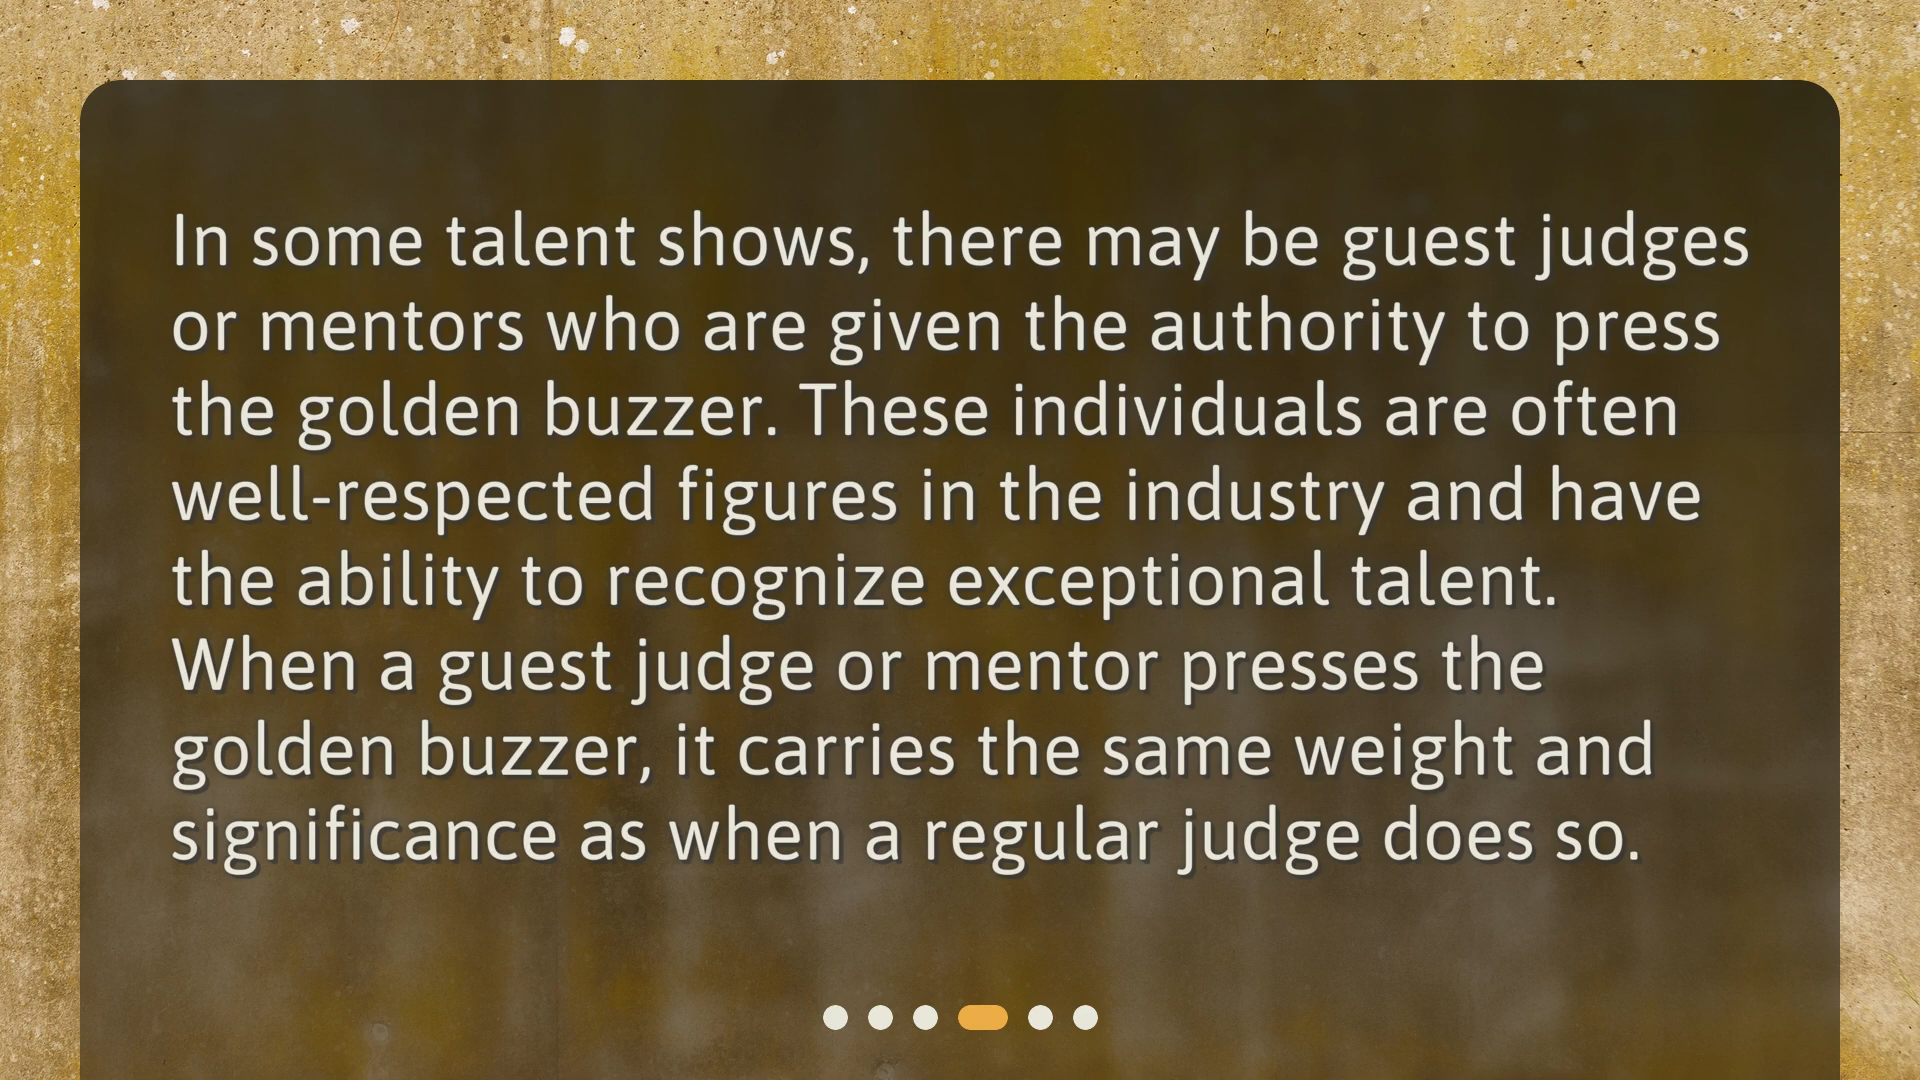 In some talent shows, there may be guest judges
or mentors who are given the authority to press
the golden buzzer. These individuals are often
well-respected figures in the industry and have
the ability to recognize exceptional talent.
When a guest judge or mentor presses the
golden buzzer, it carries the same weight and
significance as when a regular judge does so.